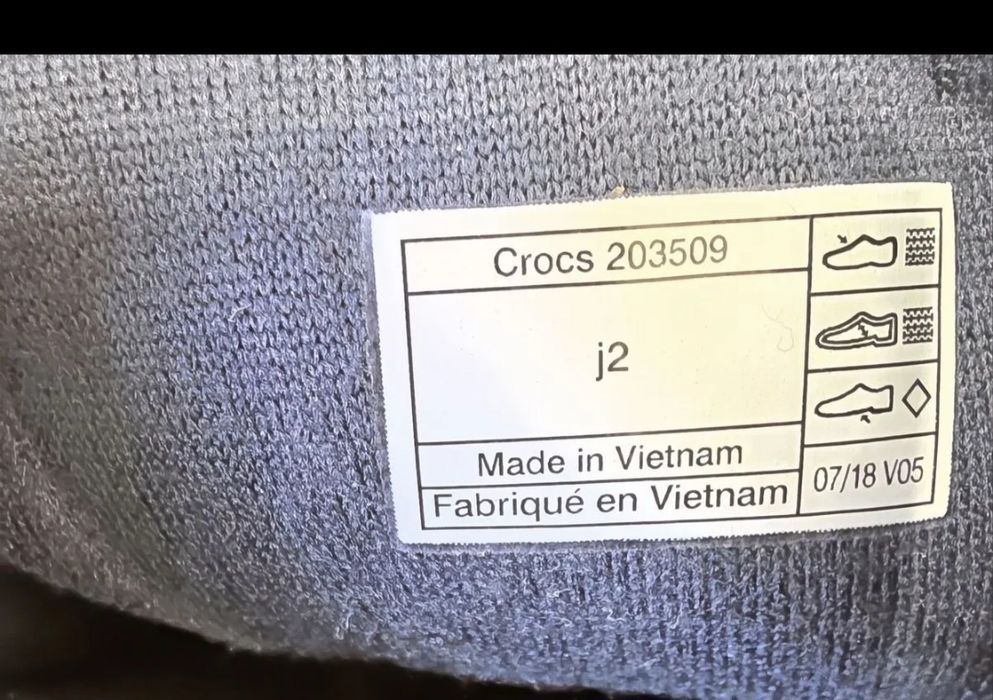 Crocs 203509
j2
Made in Vietnam
Fabriqué en Vietnam
07/18 V05